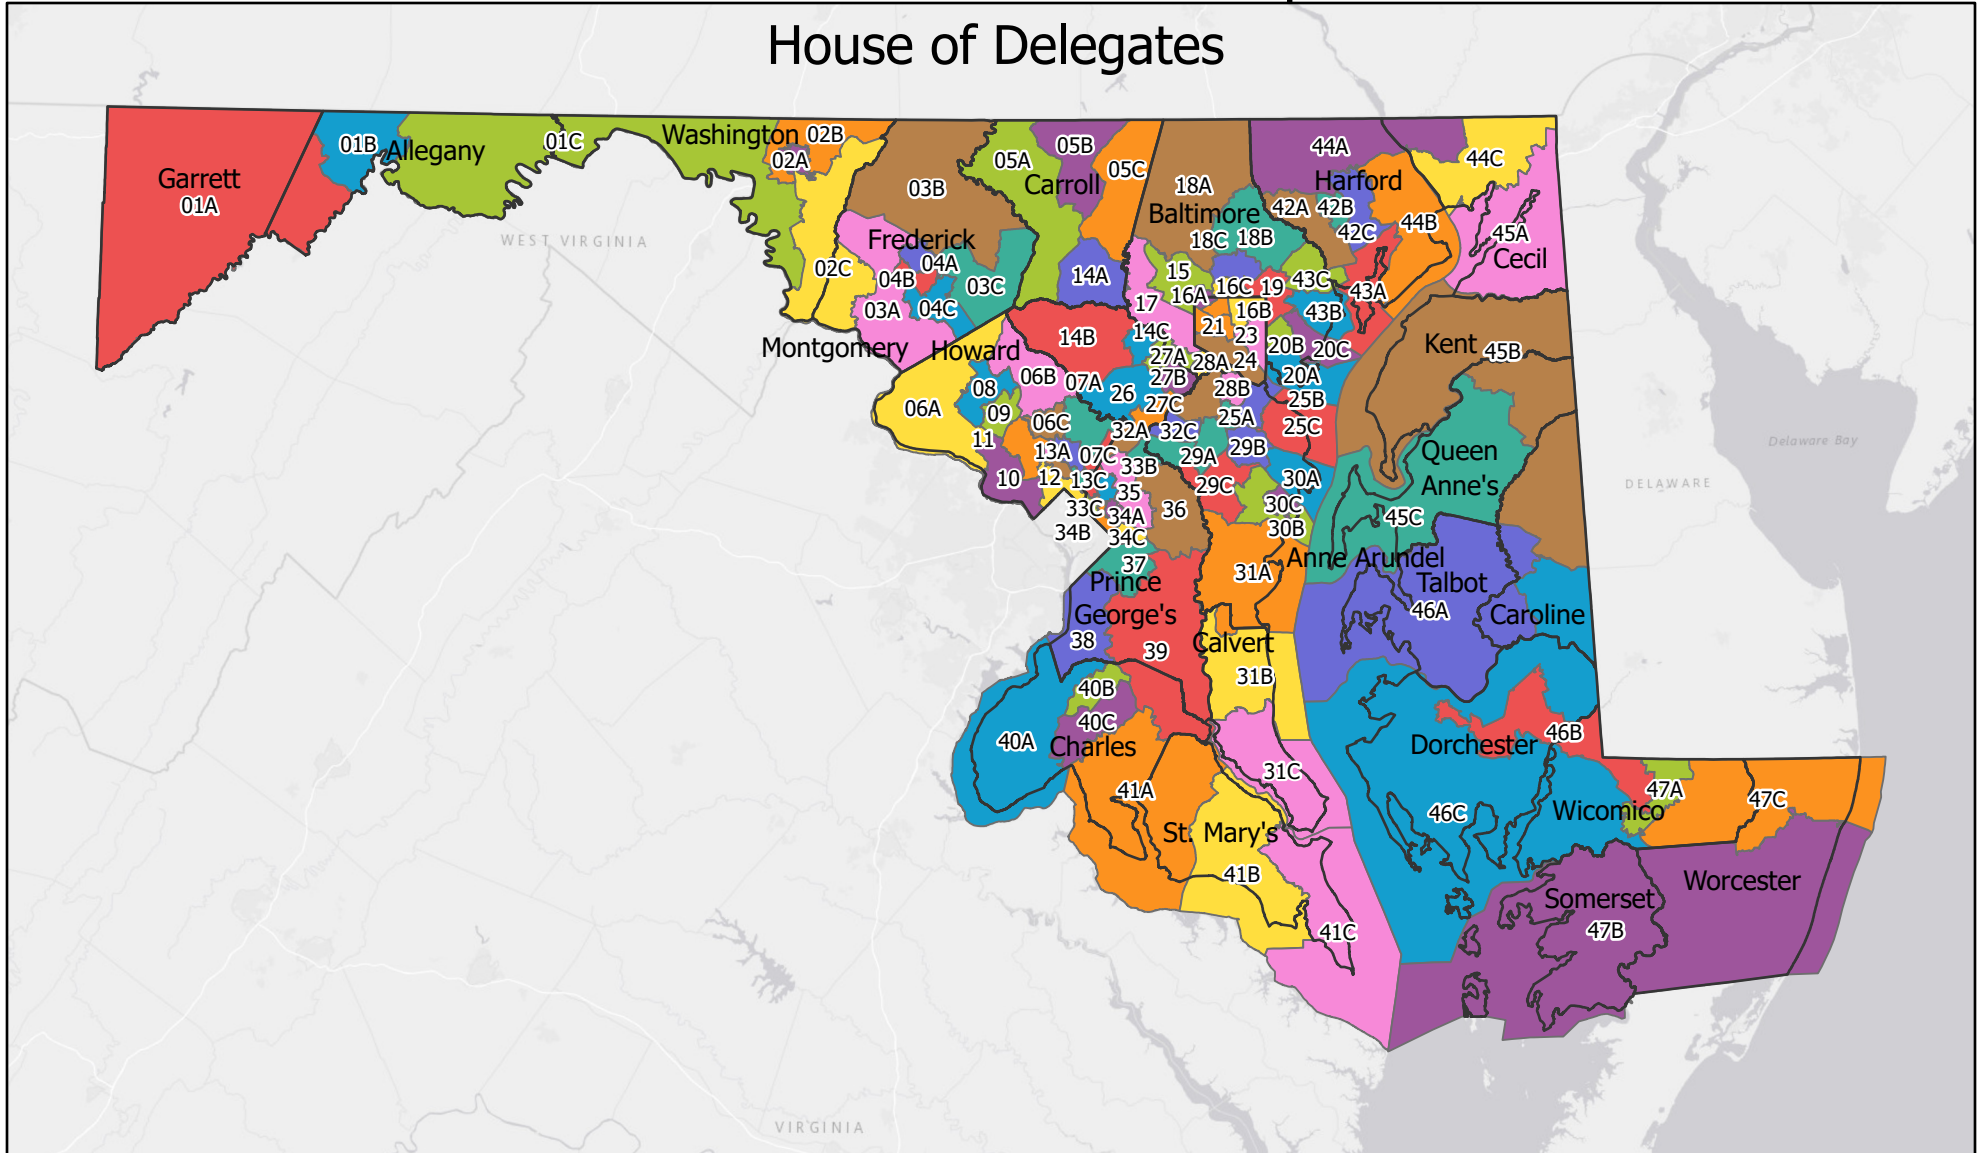 House of Delegates
Garrett
01A
01B
Allegany
01C
Washington
02B
02A
02C
03B
Frederick
04A
04B
03A
04C
03C
05A
05B
05C
Carroll
14A
18A
Baltimore
18C
18B
44A
Harford
42A
42B
42C
44B
44C
45A
Cecil
WEST VIRGINIA
15
16A
16C
19
43C
43A
17
16B
43B
21
23
14C
14B
20B
20C
27A
28A
24
Kent
45B
Montgomery
Howard
06B
07A
27B
20A
08
28B
25B
06A
09
26
27C
25A
25C
06C
32A
32C
11
13A
07C
33B
29A
29B
Queen
Anne's
10
12
13C
35
29C
30A
33C
34A
36
30C
45C
34B
34C
30B
37
31A
Anne Arundel
Prince
George's
Talbot
46A
Caroline
38
39
Calvert
31B
40B
40C
40A
Charles
Dorchester
46B
31C
41A
47A
47C
46C
Wicomico
St. Mary's
41B
Somerset
47B
Worcester
41C
Delaware Bay
DELAWARE
VIRGINIA